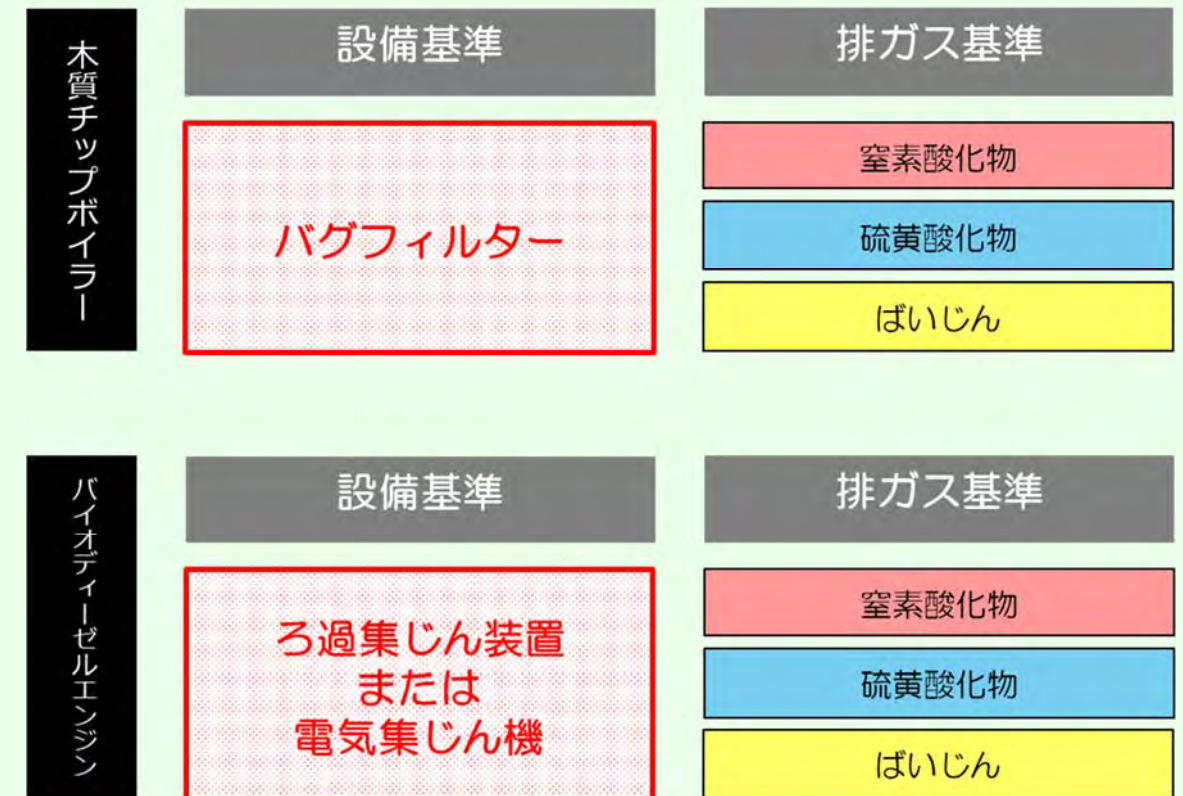 木質チップボイラー
設備基準
排ガス基準
バグフィルター
窒素酸化物
硫黄酸化物
ばいじん
バイオディーゼルエンジン
設備基準
排ガス基準
ろ過集じん装置
または
電気集じん機
窒素酸化物
硫黄酸化物
ばいじん